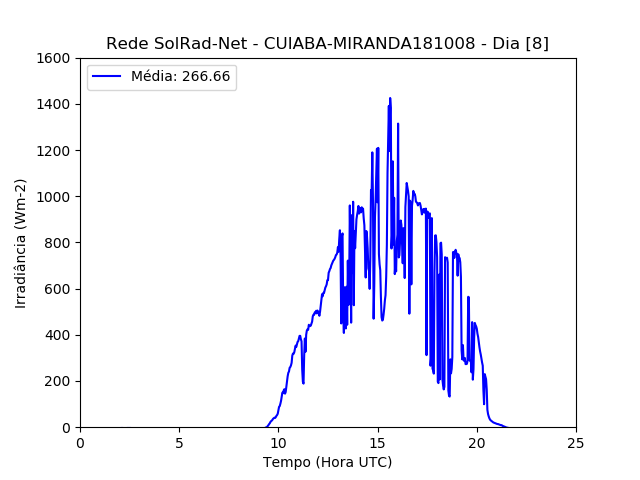 Rede SolRad-Net - CUIABA-MIRANDA181008 - Dia [8]
Média: 266.66
1600
1400
1200
1000
800
600
400
200
0
0 5 10 15 20 25
Irradiância (Wm-2)
Tempo (Hora UTC)